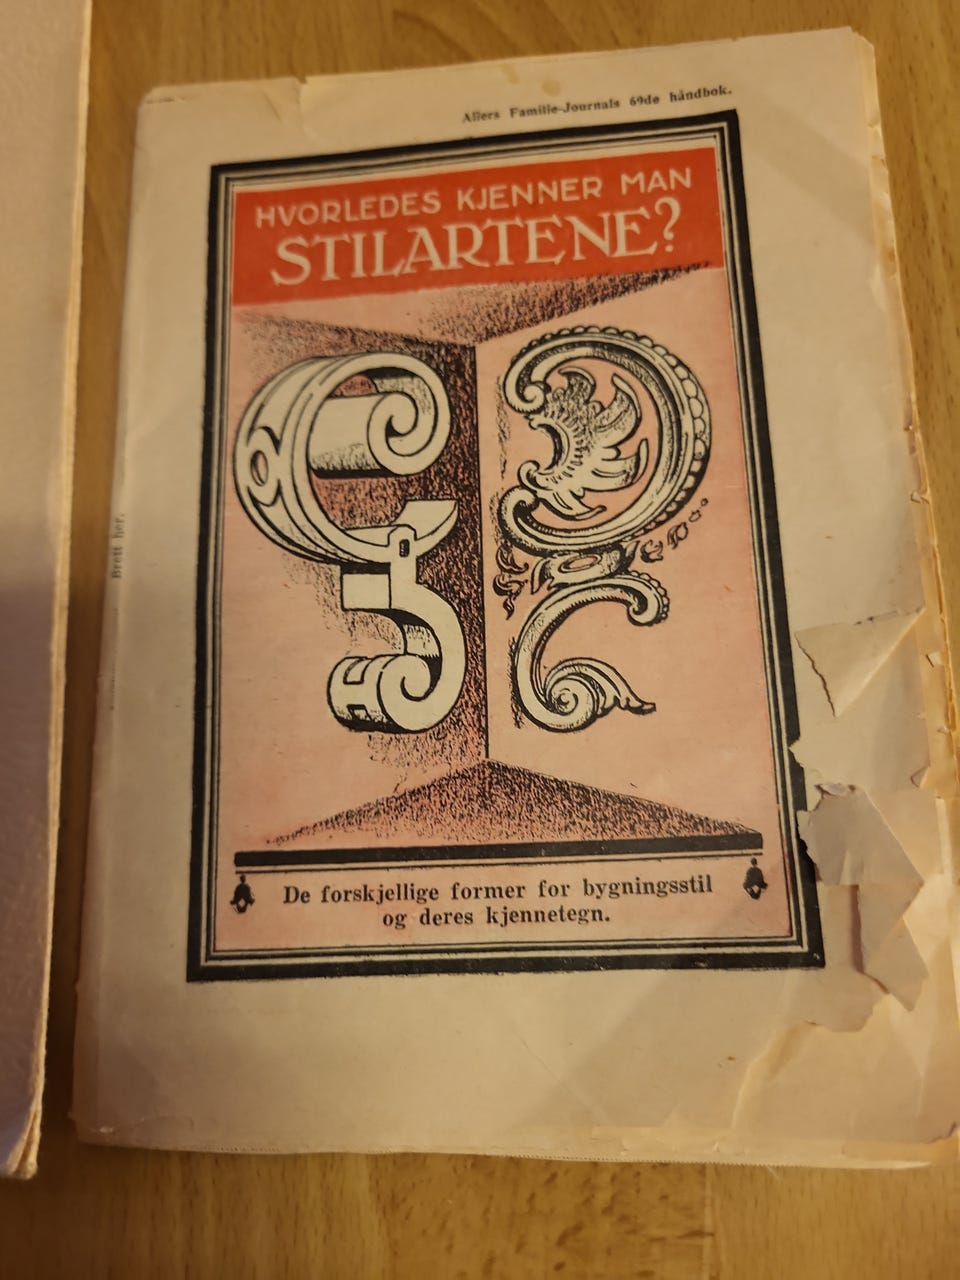 Allers Familie-Journals 69de håndbok.
HVORLEDES KJENNER MAN
STILARTENE?
Brett her.
De forskjellige former for bygningsstil
og deres kjennetegn.